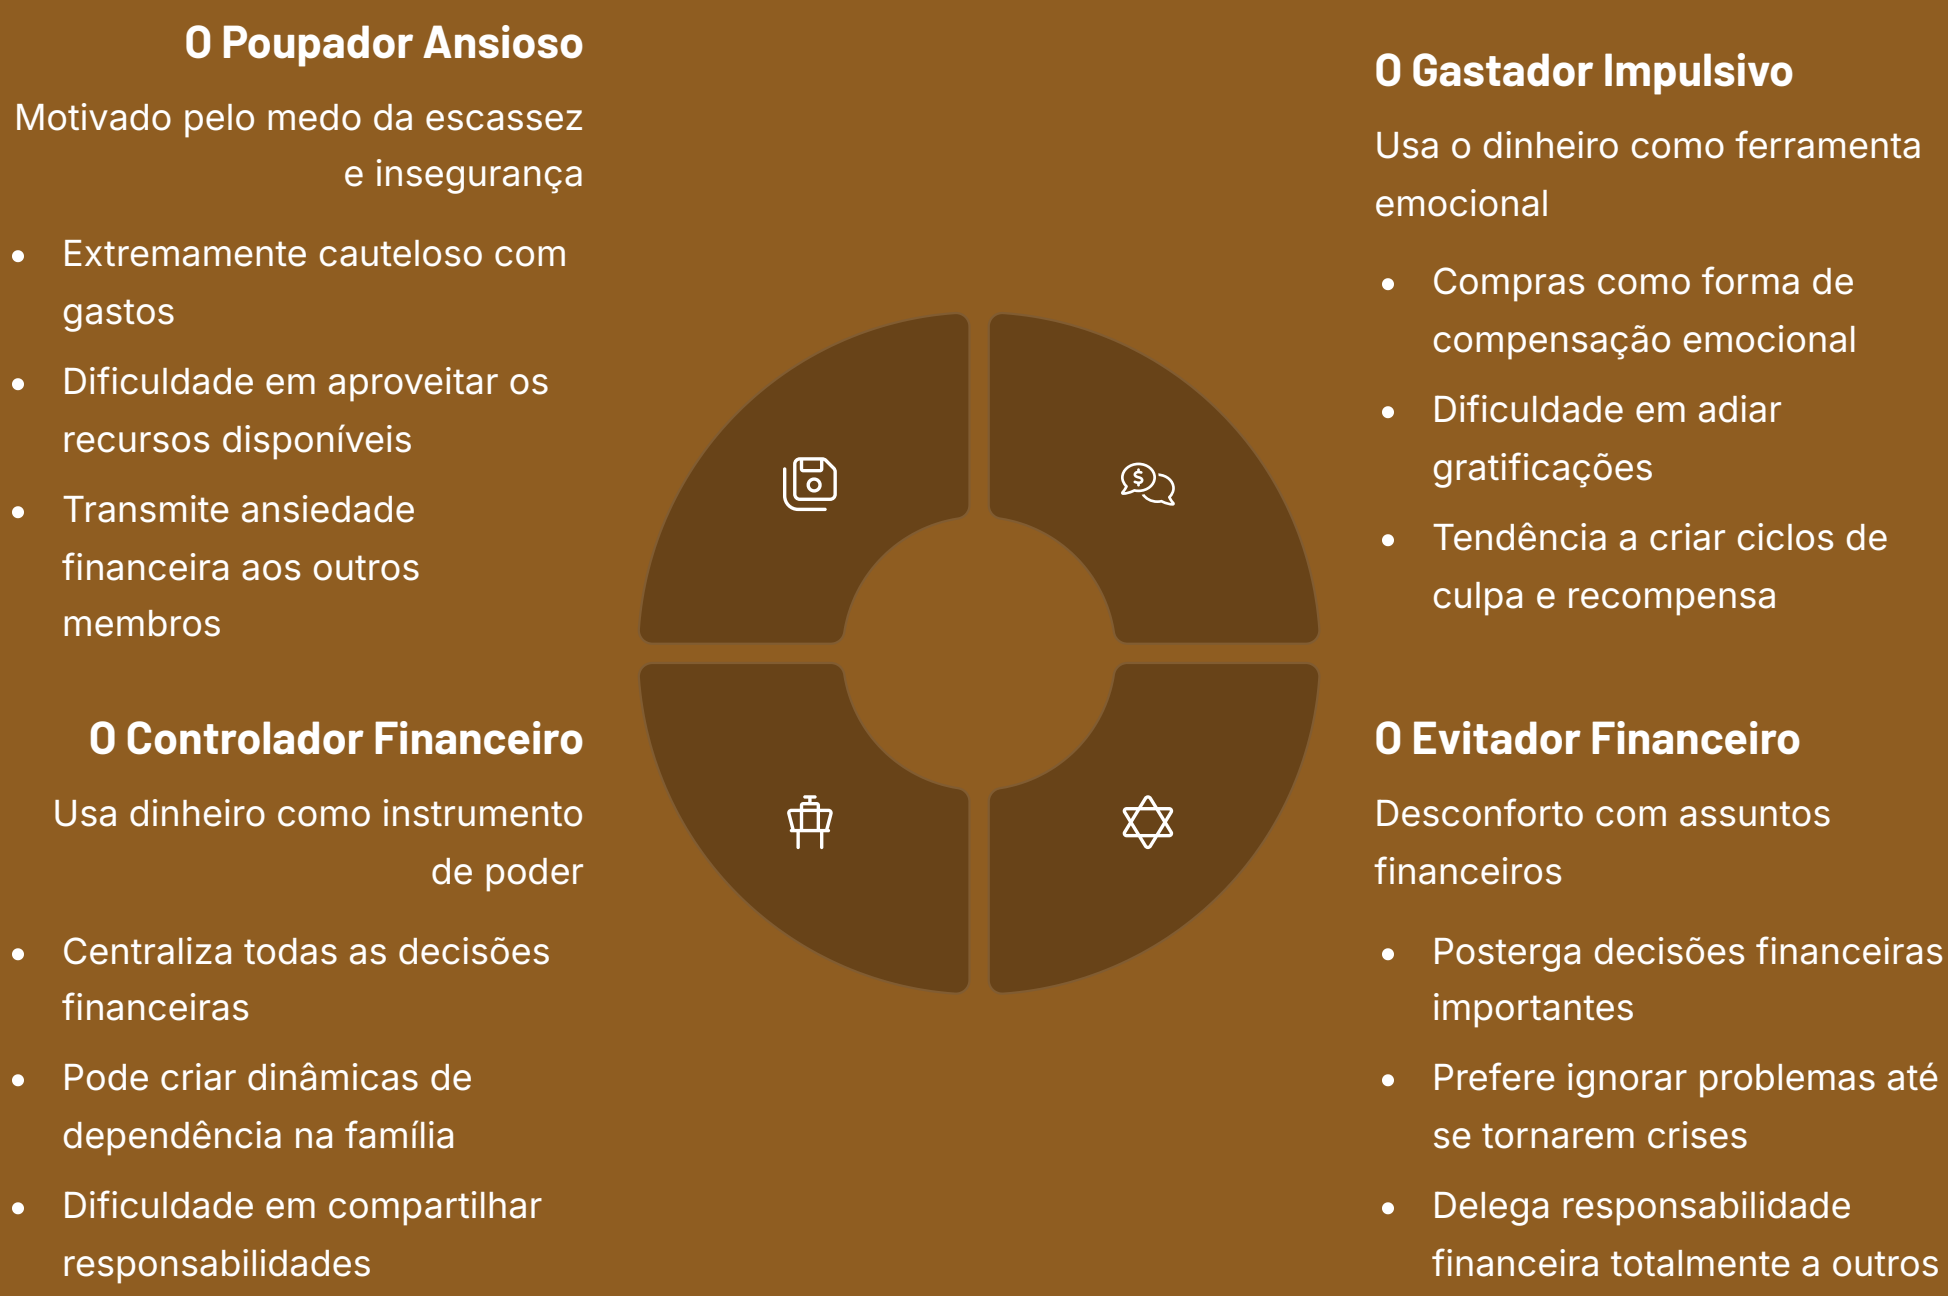 O Poupador Ansioso
Motivado pelo medo da escassez
e insegurança
• Extremamente cauteloso com
gastos
• Dificuldade em aproveitar os
recursos disponíveis
• Transmite ansiedade
financeira aos outros
membros
O Gastador Impulsivo
Usa o dinheiro como ferramenta
emocional
• Compras como forma de
compensação emocional
• Dificuldade em adiar
gratificações
• Tendência a criar ciclos de
culpa e recompensa
$
O Controlador Financeiro
Usa dinheiro como instrumento
de poder
• Centraliza todas as decisões
financeiras
• Pode criar dinâmicas de
dependência na família
• Dificuldade em compartilhar
responsabilidades
O Evitador Financeiro
Desconforto com assuntos
financeiros
• Posterga decisões financeiras
importantes
• Prefere ignorar problemas até
se tornarem crises
• Delega responsabilidade
financeira totalmente a outros